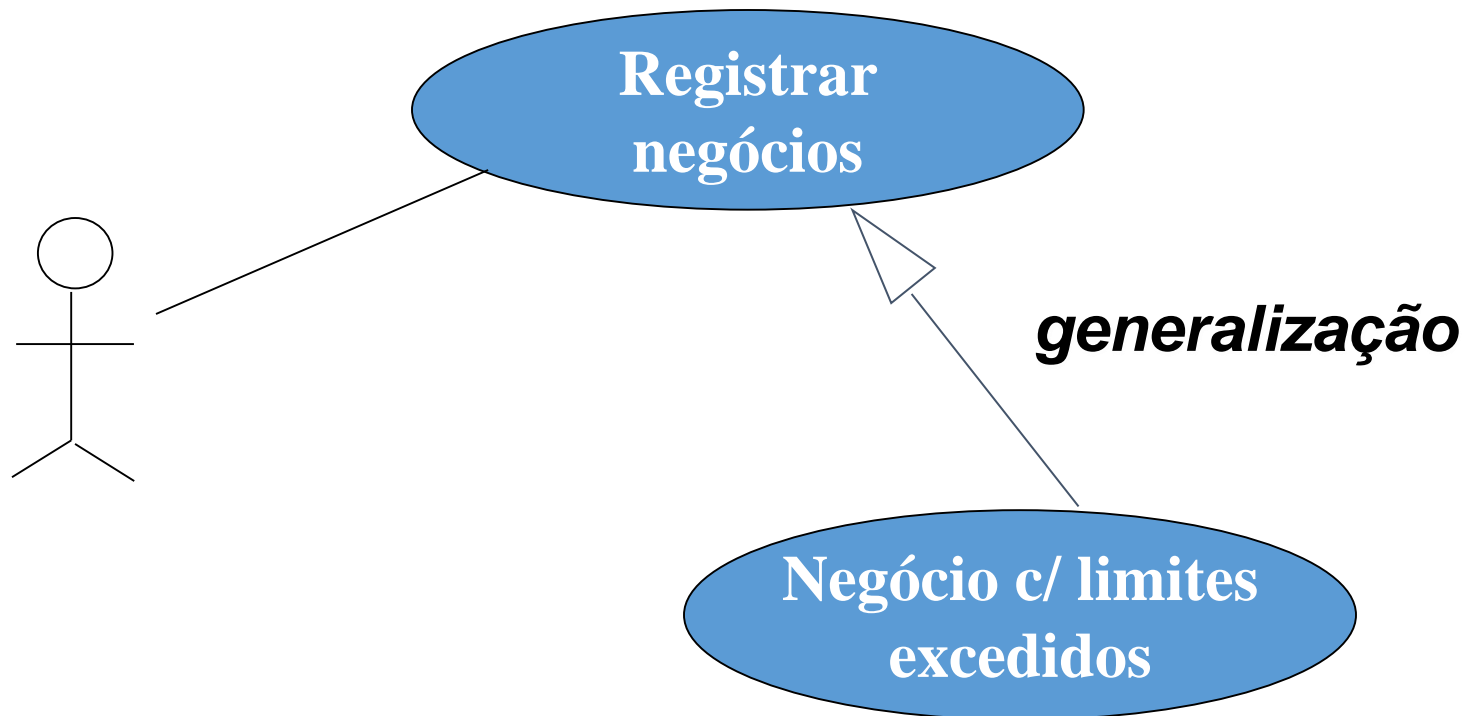 Registrar
negócios
generalização
Negócio c/ limites
excedidos